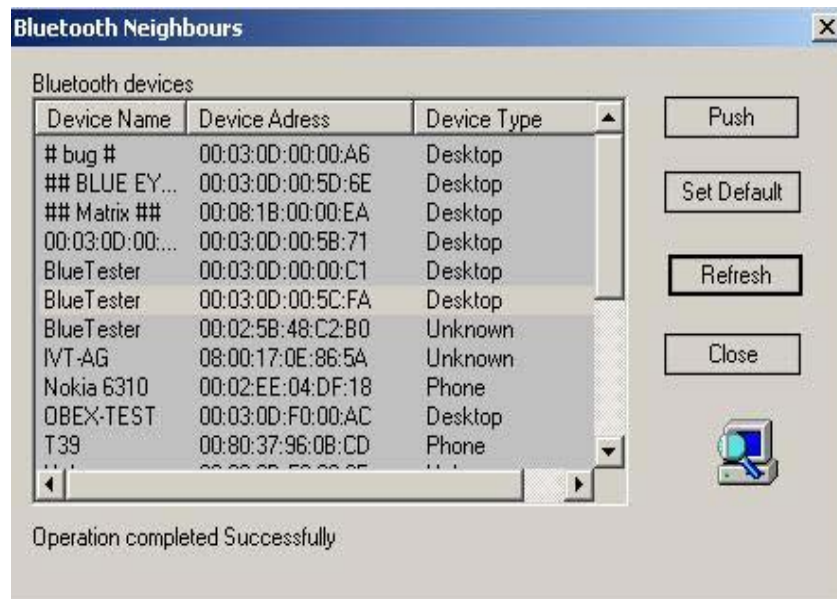 Bluetooth Neighbours
Bluetooth devices
Device Name Device Adress Device Type
# bug # 00:03:0D:00:00:A6 Desktop
## BLUE EY... 00:03:0D:00:5D:6E Desktop
## Matrix ## 00:08:1B:00:00:EA Desktop
00:03:0D:00:... 00:03:0D:00:5B:71 Desktop
BlueTester 00:03:0D:00:00:C1 Desktop
BlueTester 00:03:0D:00:5C:FA Desktop
BlueTester 00:02:5B:48:C2:B0 Unknown
IVT-AG 08:00:17:0E:86:5A Unknown
Nokia 6310 00:02:EE:04:DF:18 Phone
OBEX-TEST 00:03:0D:F0:00:AC Desktop
T39 00:80:37:96:0B:CD Phone
Push
Set Default
Refresh
Close
Operation completed Successfully